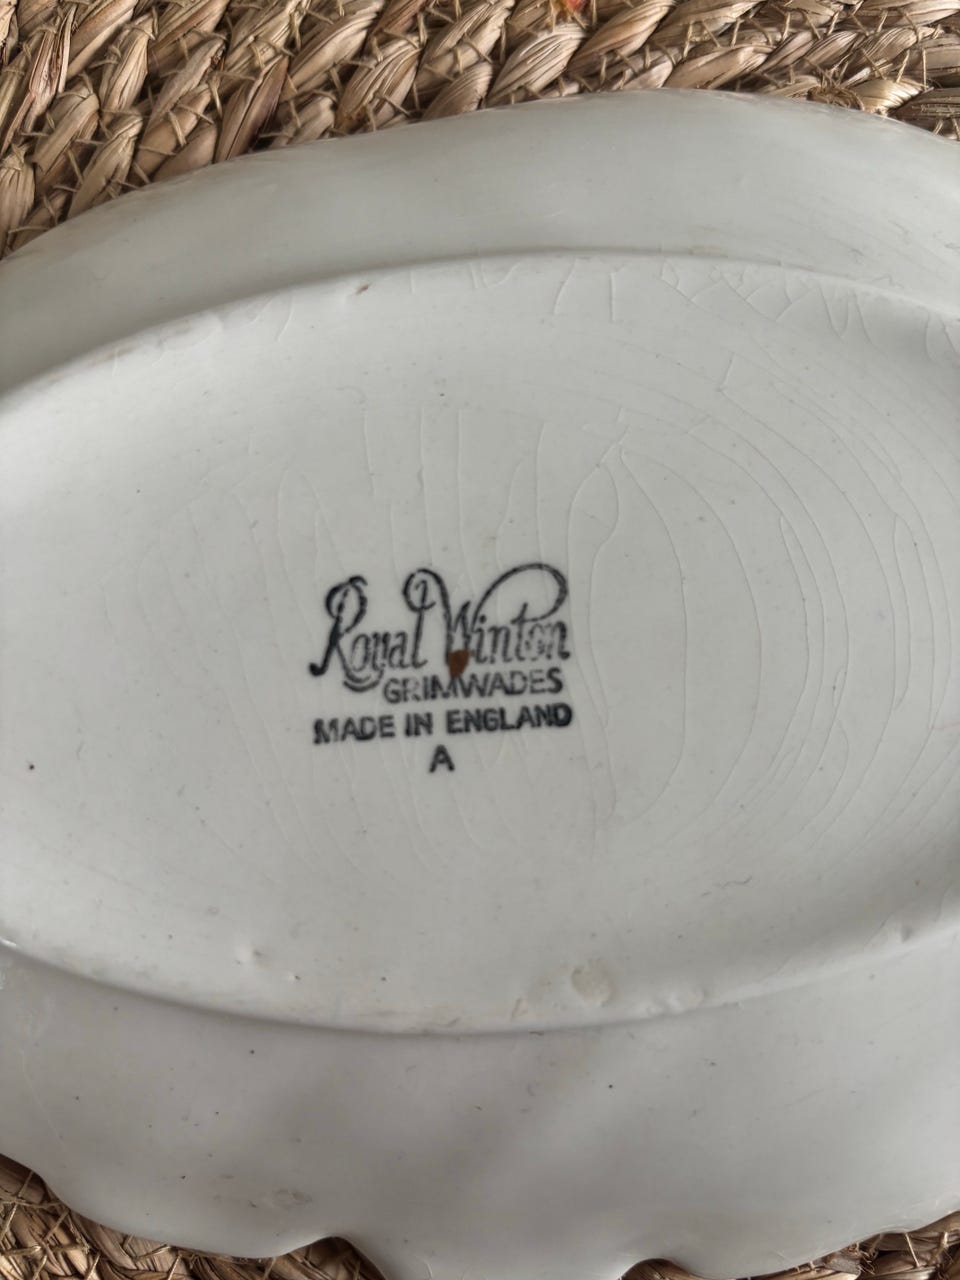 Royal Winton
GRIMWADES
MADE IN ENGLAND
A